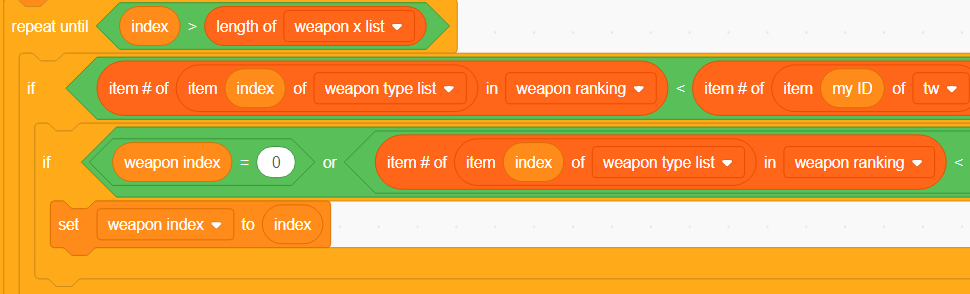 repeat until index > length of weapon x list
if item # of item index of weapon type list in weapon ranking < item # of item my ID of tw
if weapon index = 0 or item # of item index of weapon type list in weapon ranking <
set weapon index to index